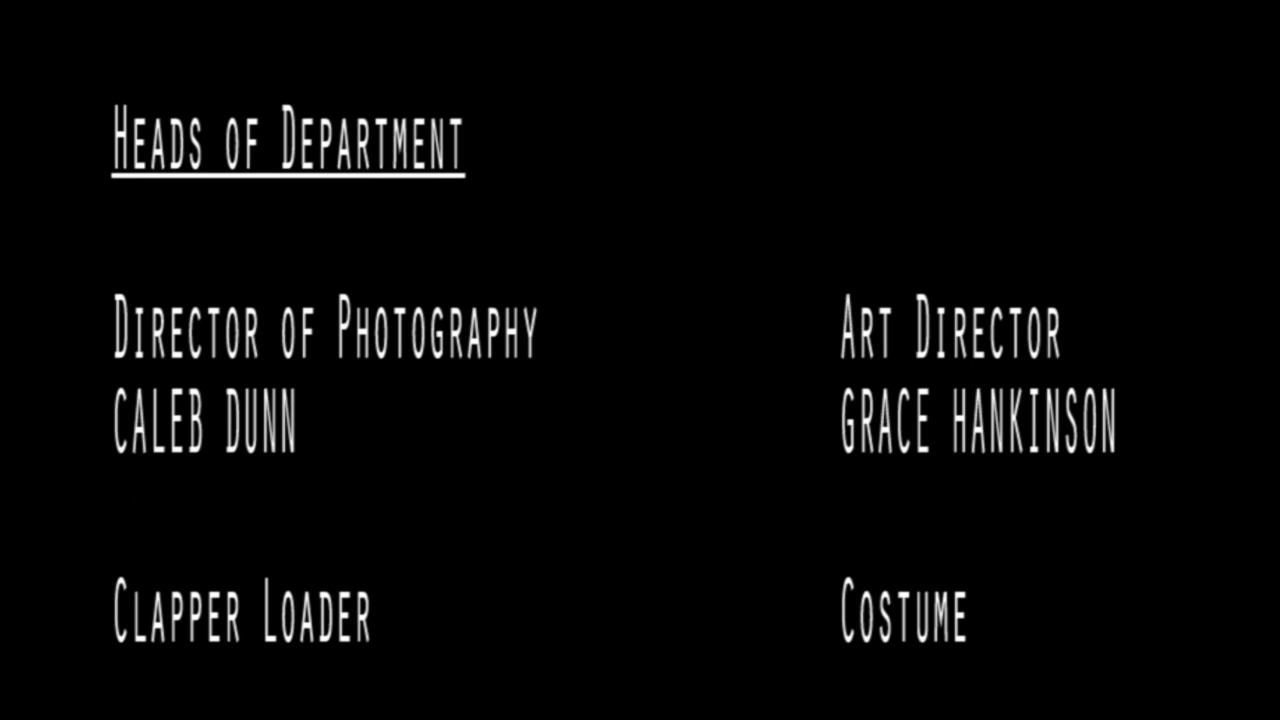 Heads of Department
Director of Photography
CALEB DUNN
Art Director
GRACE HANKINSON
Clapper Loader
Costume